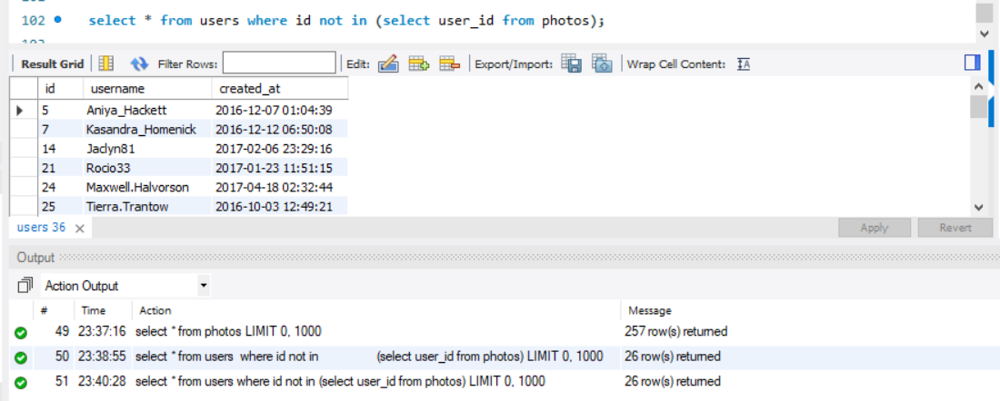 102 select * from users where id not in (select user_id from photos);
Result Grid Filter Rows: Edit: Export/Import: Wrap Cell Content:
id username created_at
5 Aniya_Hackett 2016-12-07 01:04:39
7 Kasandra_Homenick 2016-12-12 06:50:08
14 Jaclyn81 2017-02-06 23:29:16
21 Rocio33 2017-01-23 11:51:15
24 Maxwell.Halvorson 2017-04-18 02:32:44
25 Tierra.Trantow 2016-10-03 12:49:21
users 36 Apply Revert
Output
Action Output
# Time Action Message
49 23:37:16 select * from photos LIMIT 0, 1000 257 row(s) returned
50 23:38:55 select * from users where id not in (select user_id from photos) LIMIT 0, 1000 26 row(s) returned
51 23:40:28 select * from users where id not in (select user_id from photos) LIMIT 0, 1000 26 row(s) returned